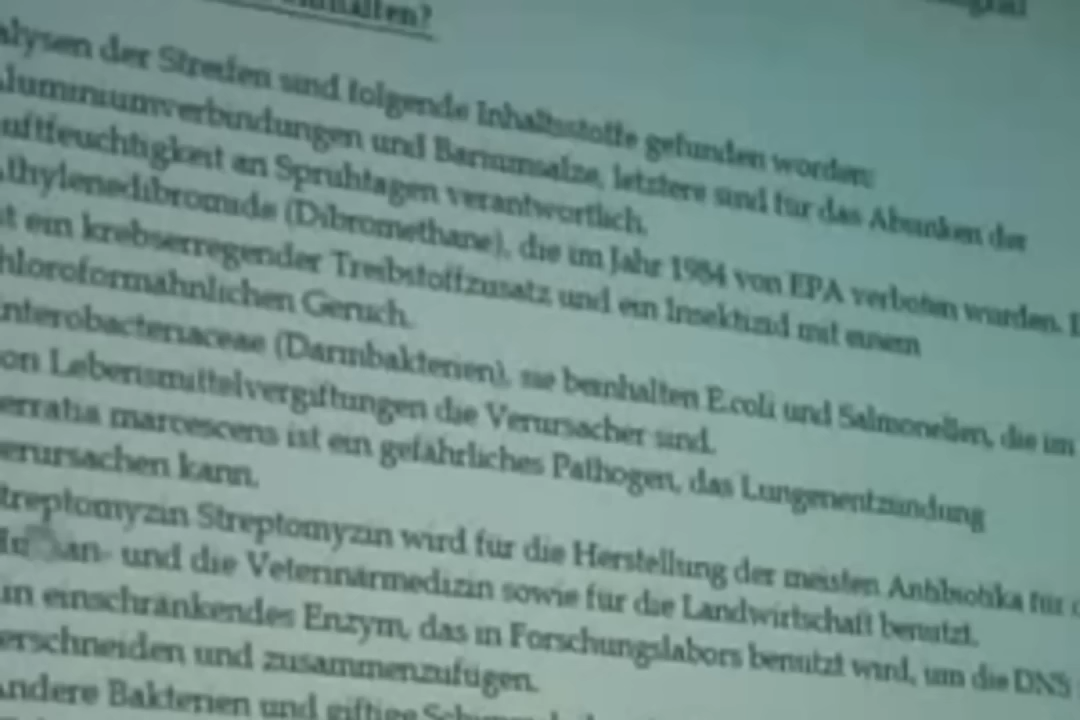 alysen der Streifen sind folgende Inhaltsstoffe gefunden worden:
luminiumverbindungen und Bariumsalze, letztere sind für das Absinken der
uftfeuchtigkeit an Sprühtagen verantwortlich.
thylenedibromide (Dibromethane), die im Jahr 1984 von EPA verboten wurden.
t ein krebserregender Treibstoffzusatz und ein Insektizid mit einem
hloroformähnlichen Geruch.
nterobacteriaceae (Darmbakterien), sie beinhalten E.coli und Salmonellen, die im
on Lebensmittelvergiftungen die Verursacher sind.
erratia marcescens ist ein gefährliches Pathogen, das Lungenentzündung
erursachen kann.
treptomyzin Streptomyzin wird für die Herstellung der meisten Antibiotika für
und die Veterinärmedizin sowie für die Landwirtschaft benutzt.
in einschränkendes Enzym, das in Forschungslabors benutzt wird, um die DNS
erschneiden und zusammenzufügen.
andere Bakterien und giftige